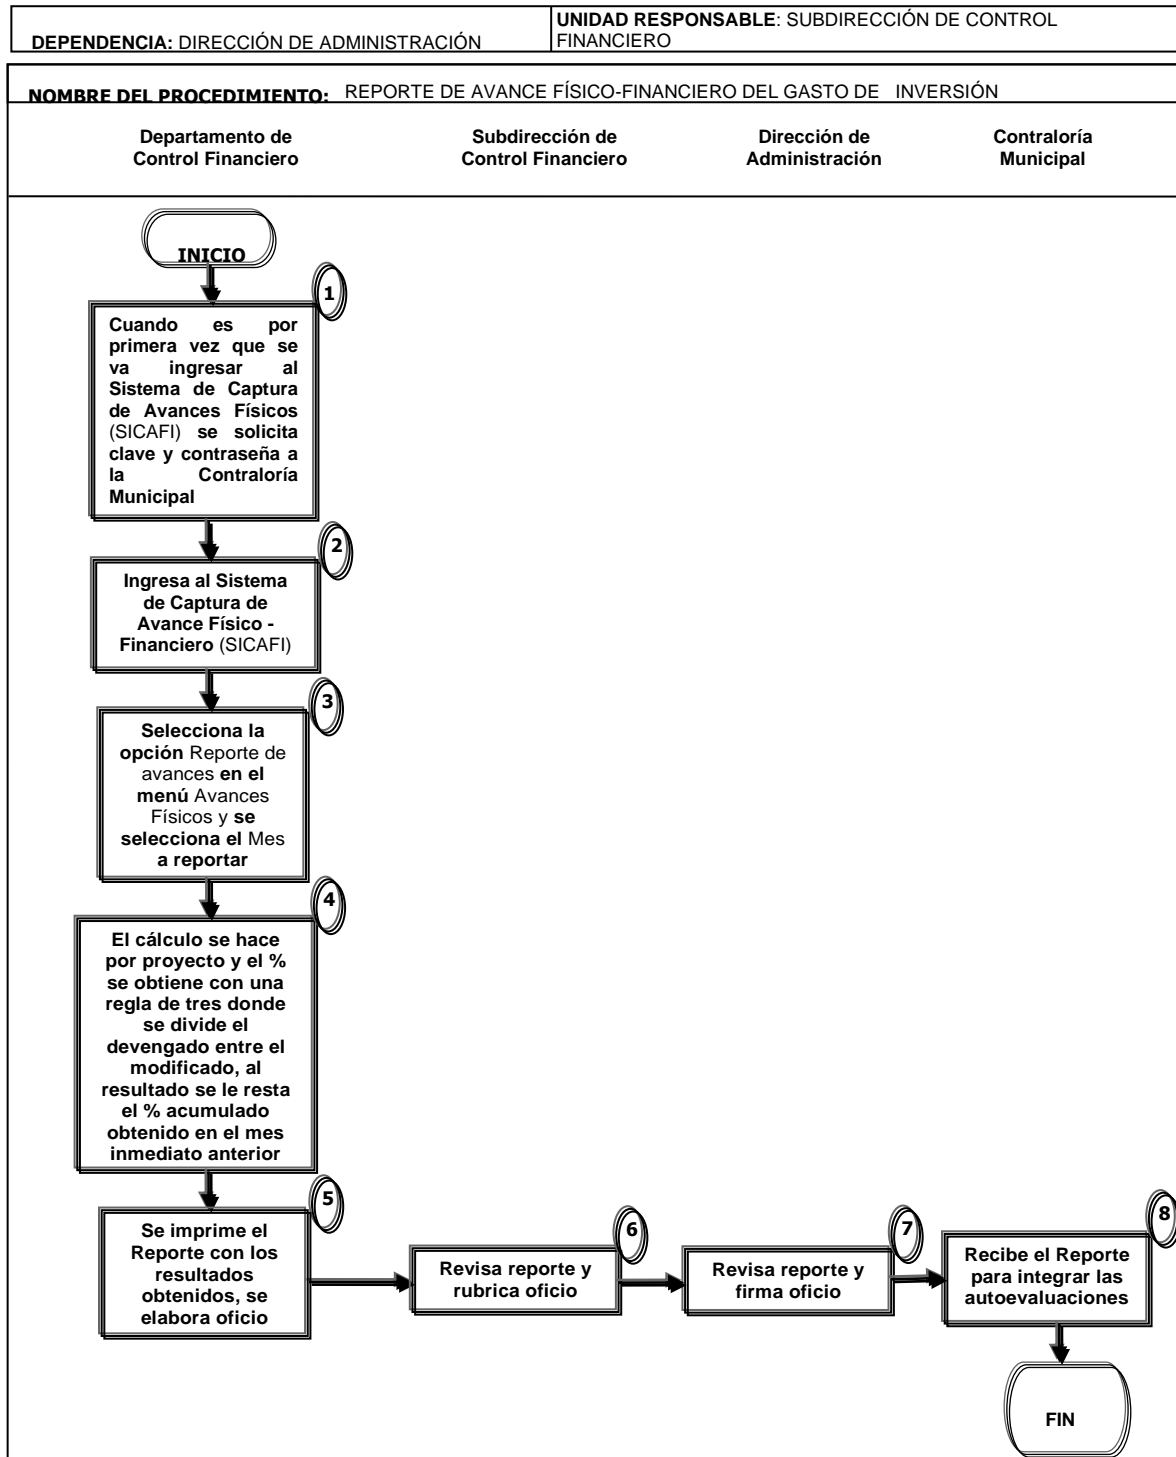 DEPENDENCIA: DIRECCIÓN DE ADMINISTRACIÓN
UNIDAD RESPONSABLE: SUBDIRECCIÓN DE CONTROL
FINANCIERO
NOMBRE DEL PROCEDIMIENTO: REPORTE DE AVANCE FÍSICO-FINANCIERO DEL GASTO DE INVERSIÓN
Departamento de
Control Financiero
Subdirección de
Control Financiero
Dirección de
Administración
Contraloría
Municipal
INICIO
1
Cuando es por
primera vez que se
va ingresar al
Sistema de Captura
de Avances Físicos
(SICAFI) se solicita
clave y contraseña a
la Contraloría
Municipal
2
Ingresa al Sistema
de Captura de
Avance Físico -
Financiero (SICAFI)
3
Selecciona la
opción Reporte de
avances en el
menú Avances
Físicos y se
selecciona el Mes
a reportar
4
El cálculo se hace
por proyecto y el %
se obtiene con una
regla de tres donde
se divide el
devengado entre el
modificado, al
resultado se le resta
el % acumulado
obtenido en el mes
inmediato anterior
5
Se imprime el
Reporte con los
resultados
obtenidos, se
elabora oficio
6
Revisa reporte y
rubrica oficio
7
Revisa reporte y
firma oficio
8
Recibe el Reporte
para integrar las
autoevaluaciones
FIN